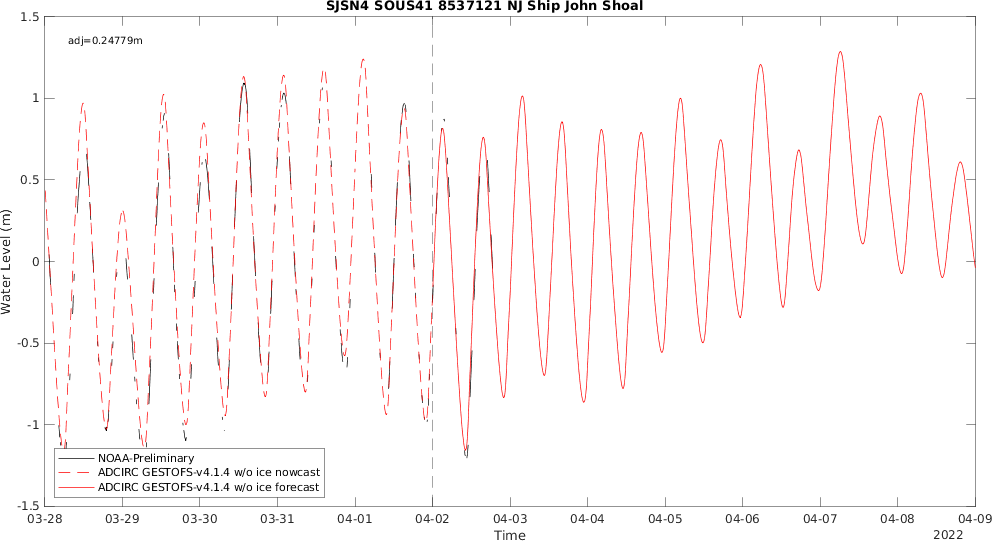 SJSN4 SOUS41 8537121 NJ Ship John Shoal
adj=0.24779m
1.5
1
0.5
0
-0.5
-1
-1.5
Water Level (m)
NOAA-Preliminary
ADCIRC GESTOFS-v4.1.4 w/o ice nowcast
ADCIRC GESTOFS-v4.1.4 w/o ice forecast
03-28 03-29 03-30 03-31 04-01 04-02 04-03 04-04 04-05 04-06 04-07 04-08 04-09
Time
2022